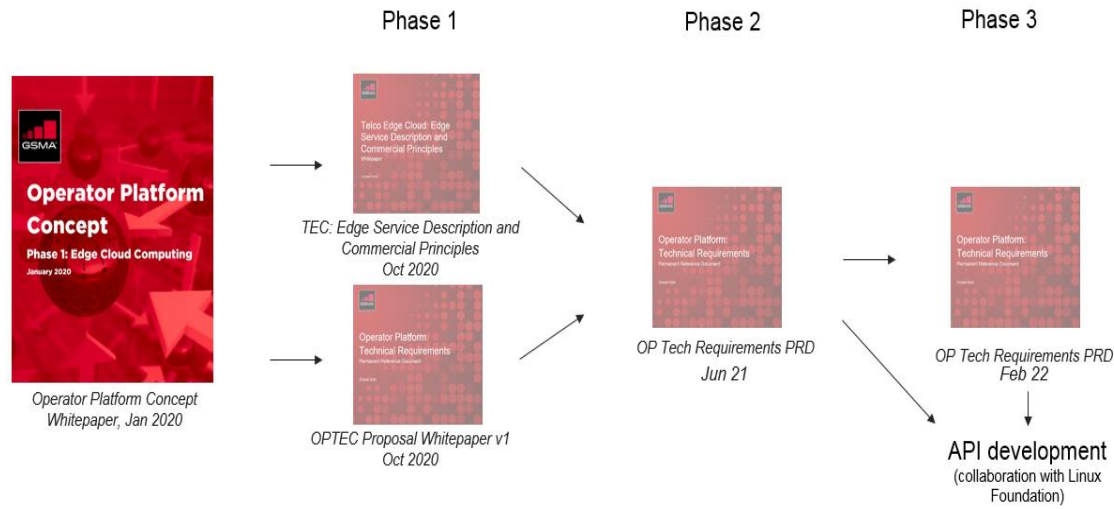 Phase 1
Phase 2
Phase 3
GSMA
Operator Platform
Concept
Phase 1: Edge Cloud Computing
January 2020
Operator Platform Concept
Whitepaper, Jan 2020
Telco Edge Cloud: Edge
Service Description and
Commercial Principles
Whitepaper
TEC: Edge Service Description and
Commercial Principles
Oct 2020
Operator Platform:
Technical Requirements
Permanent Reference Document
OPTEC Proposal Whitepaper v1
Oct 2020
Operator Platform:
Technical Requirements
Permanent Reference Document
OP Tech Requirements PRD
Jun 21
Operator Platform:
Technical Requirements
Permanent Reference Document
OP Tech Requirements PRD
Feb 22
API development
(collaboration with Linux
Foundation)